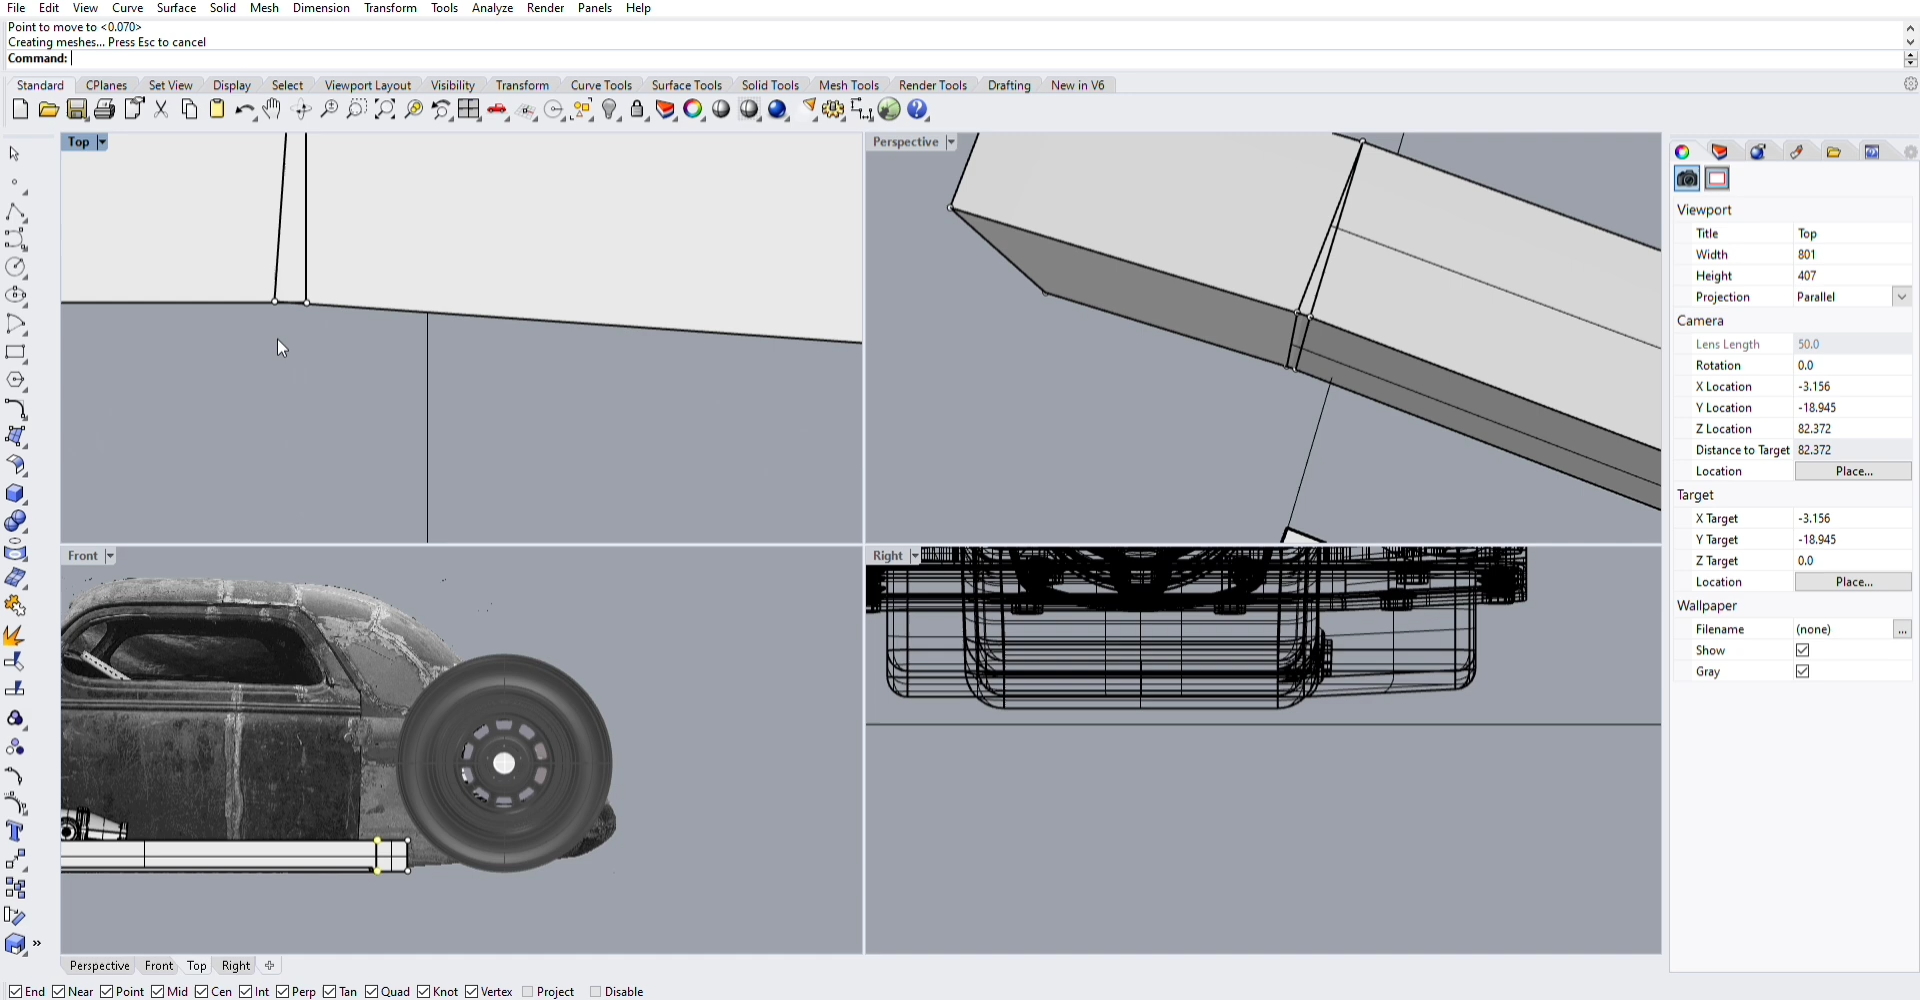 File Edit View Curve Surface Solid Mesh Dimension Transform Tools Analyze Render Panels Help
Point to move to <0.070>
Creating meshes... Press Esc to cancel
Command:
Standard CPlanes Set View Display Select Viewport Layout Visibility Transform Curve Tools Surface Tools Solid Tools Mesh Tools Render Tools Drafting New in V6
Top
Perspective
Front
Right
Viewport
Title Top
Width 801
Height 407
Projection Parallel
Camera
Lens Length 50.0
Rotation 0.0
X Location -3.156
Y Location -18.945
Z Location 82.372
Distance to Target 82.372
Location Place...
Target
X Target -3.156
Y Target -18.945
Z Target 0.0
Location Place...
Wallpaper
Filename (none) ...
Show
Gray
Perspective Front Top Right
End Near Point Mid Cen Int Perp Tan Quad Knot Vertex Project Disable